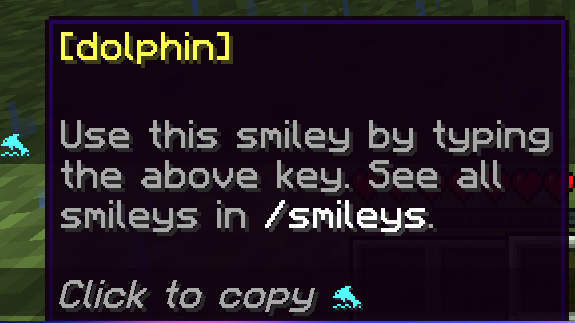 [dolphin]
Use this smiley by typing
the above key. See all
smileys in /smileys.
Click to copy